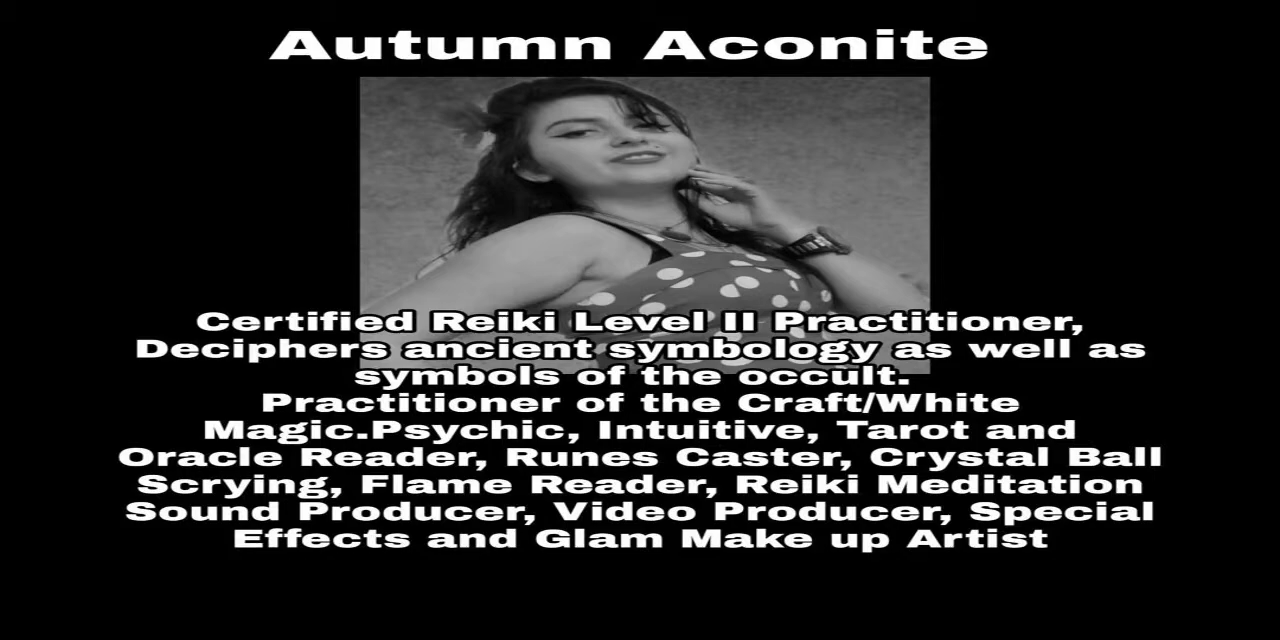 Autumn Aconite
Certified Reiki Level II Practitioner,
Deciphers ancient symbology as well as
symbols of the occult.
Practitioner of the Craft/White
Magic.Psychic, Intuitive, Tarot and
Oracle Reader, Runes Caster, Crystal Ball
Scrying, Flame Reader, Reiki Meditation
Sound Producer, Video Producer, Special
Effects and Glam Make up Artist